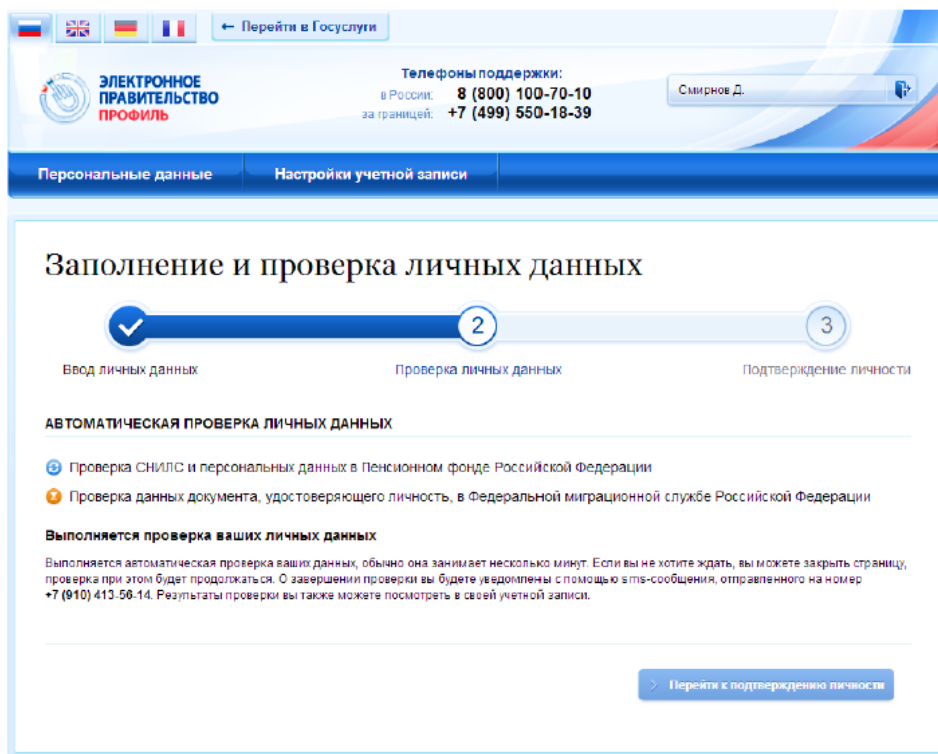 ← Перейти в Госуслуги
ЭЛЕКТРОННОЕ
ПРАВИТЕЛЬСТВО
ПРОФИЛЬ
Телефоны поддержки:
в России: 8 (800) 100-70-10
за границей: +7 (499) 550-18-39
Смирнов Д.
Персональные данные Настройки учетной записи
Заполнение и проверка личных данных
2 3
Ввод личных данных Проверка личных данных Подтверждение личности
АВТОМАТИЧЕСКАЯ ПРОВЕРКА ЛИЧНЫХ ДАННЫХ
Проверка СНИЛС и персональных данных в Пенсионном фонде Российской Федерации
Проверка данных документа, удостоверяющего личность, в Федеральной миграционной службе Российской Федерации
Выполняется проверка ваших личных данных
Выполняется автоматическая проверка ваших данных, обычно она занимает несколько минут. Если вы не хотите ждать, вы можете закрыть страницу,
проверка при этом будет продолжаться. О завершении проверки вы будете уведомлены с помощью sms-сообщения, отправленного на номер
+7 (910) 413-56-14. Результаты проверки вы также можете посмотреть в своей учетной записи.
Перейти к подтверждению личности